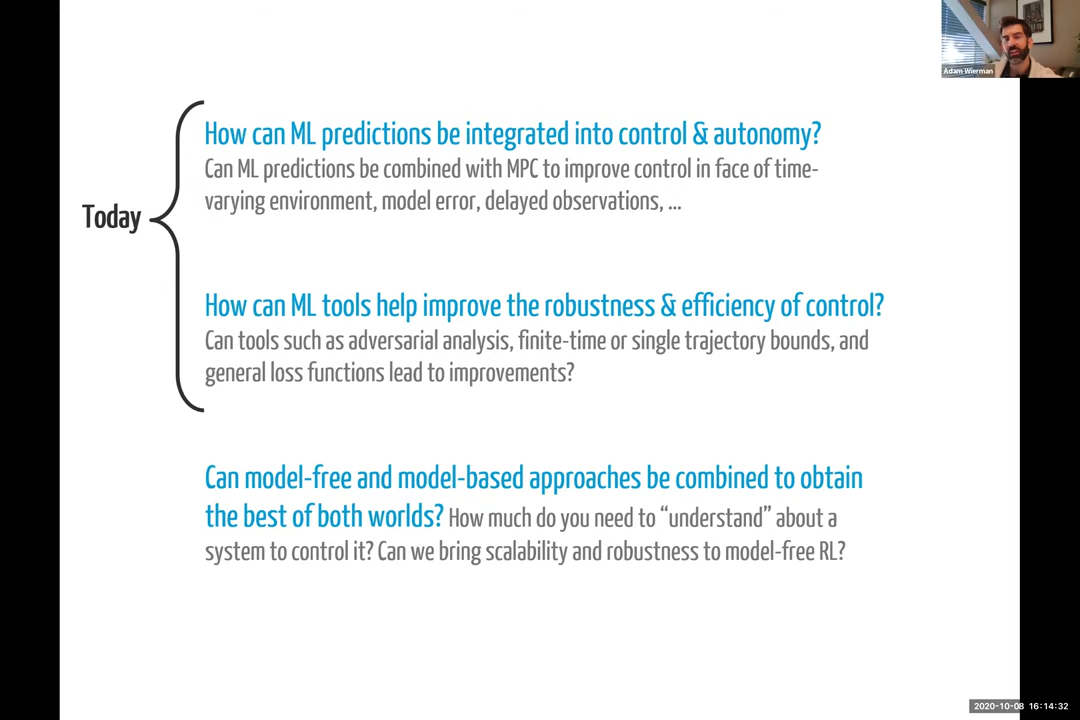 Adam Wierman
How can ML predictions be integrated into control & autonomy?
Can ML predictions be combined with MPC to improve control in face of time-
varying environment, model error, delayed observations, ...
Today
How can ML tools help improve the robustness & efficiency of control?
Can tools such as adversarial analysis, finite-time or single trajectory bounds, and
general loss functions lead to improvements?
Can model-free and model-based approaches be combined to obtain
the best of both worlds? How much do you need to “understand” about a
system to control it? Can we bring scalability and robustness to model-free RL?
2020-10-08 16:14:32